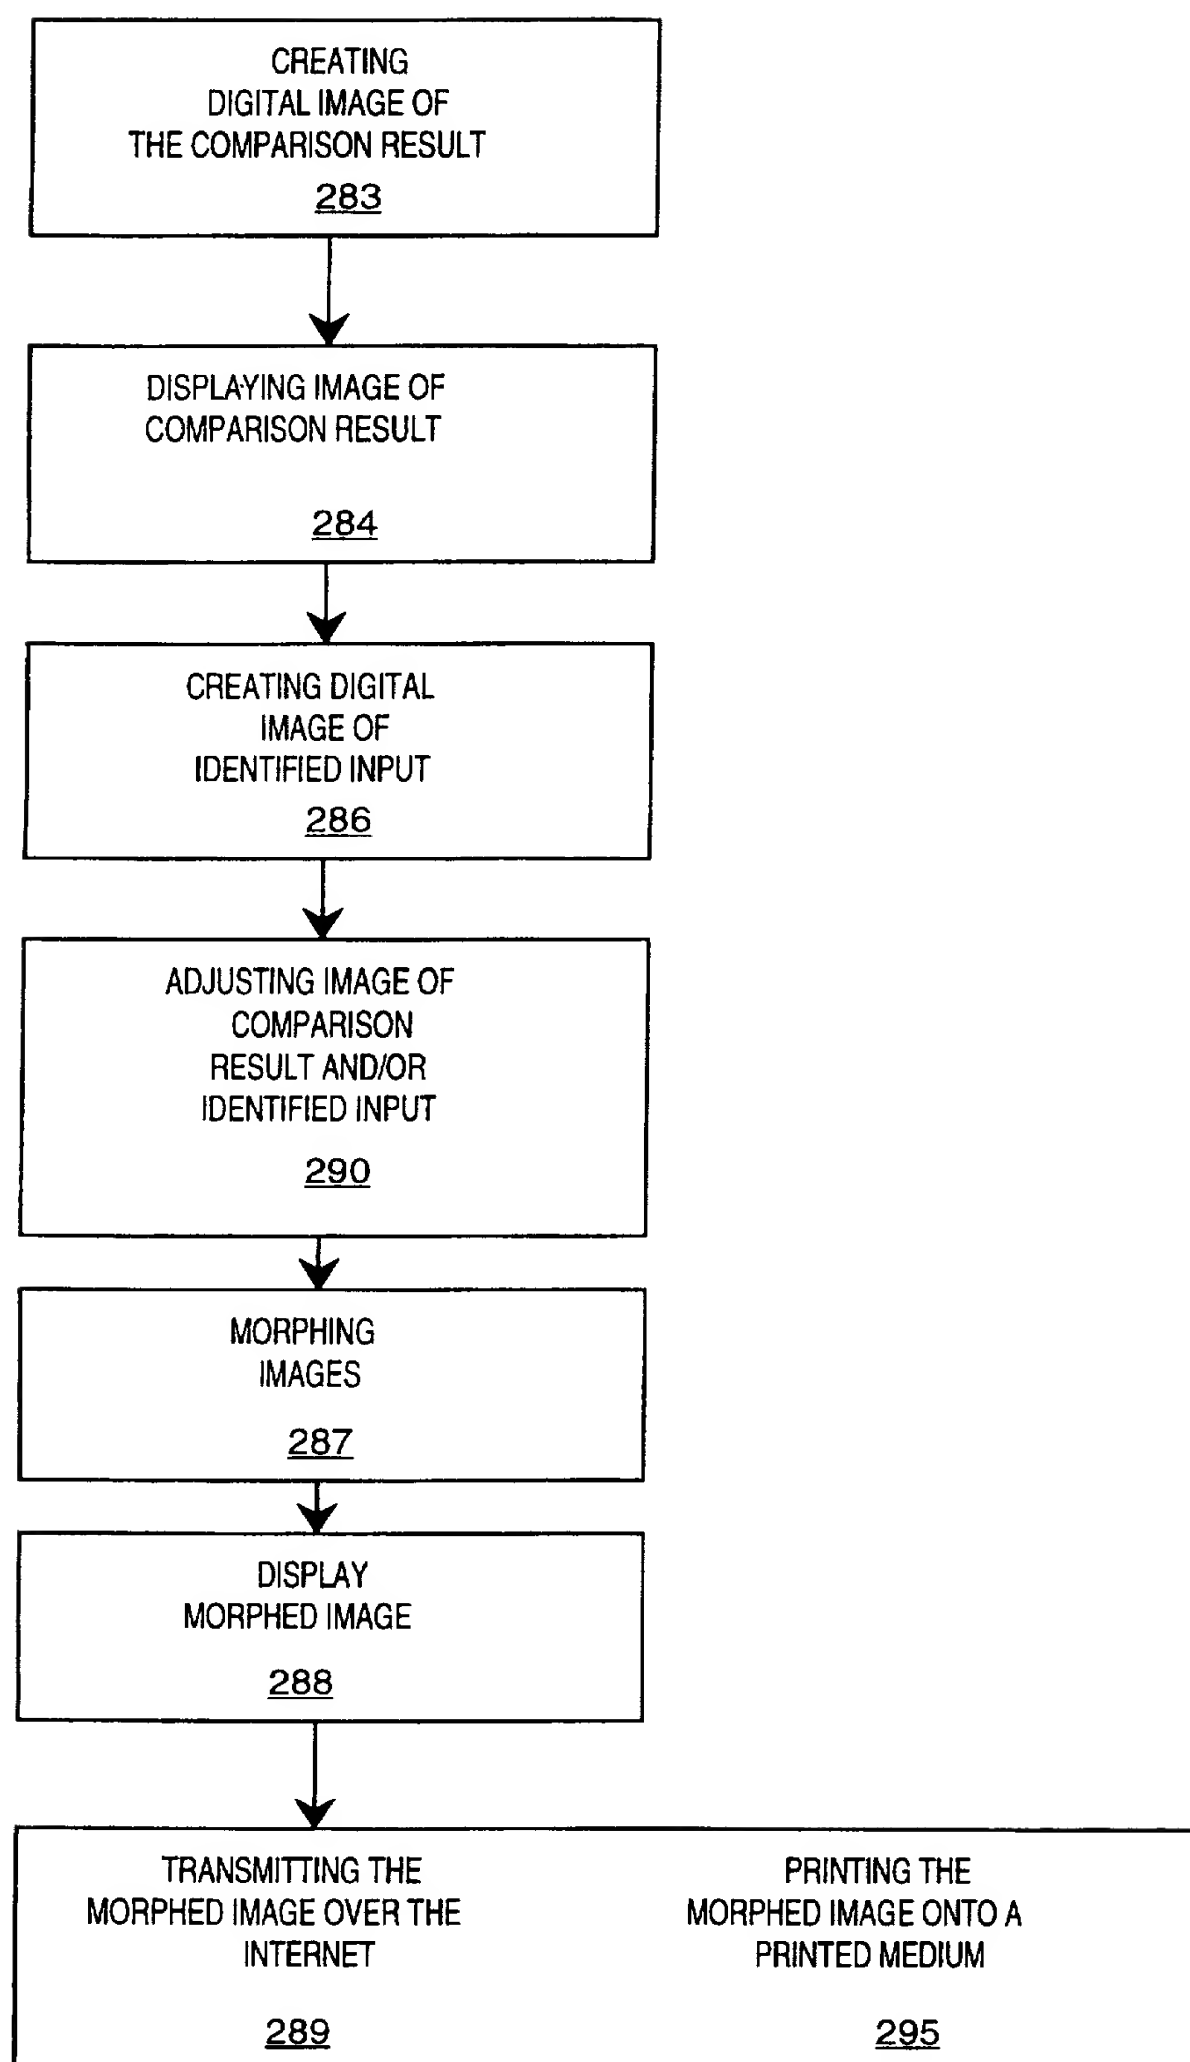 CREATING
DIGITAL IMAGE OF
THE COMPARISON RESULT
283
DISPLAYING IMAGE OF
COMPARISON RESULT
284
CREATING DIGITAL
IMAGE OF
IDENTIFIED INPUT
286
ADJUSTING IMAGE OF
COMPARISON
RESULT AND/OR
IDENTIFIED INPUT
290
MORPHING
IMAGES
287
DISPLAY
MORPHED IMAGE
288
TRANSMITTING THE
MORPHED IMAGE OVER THE
INTERNET
289
PRINTING THE
MORPHED IMAGE ONTO A
PRINTED MEDIUM
295